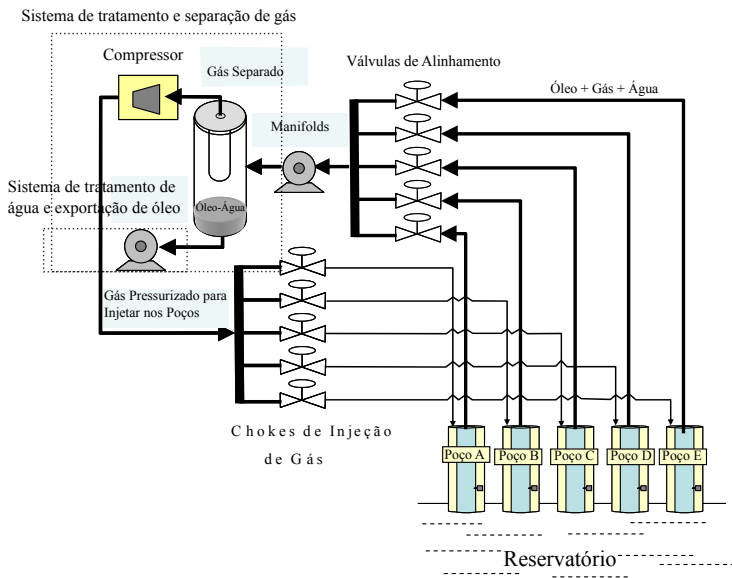 Sistema de tratamento e separação de gás
Compressor
Gás Separado
Válvulas de Alinhamento
Óleo + Gás + Água
Manifolds
Sistema de tratamento de
água e exportação de óleo
Óleo-Água
Gás Pressurizado para
Injetar nos Poços
Chokes de Injeção
de Gás
Poço A
Poço B
Poço C
Poço D
Poço E
Reservatório